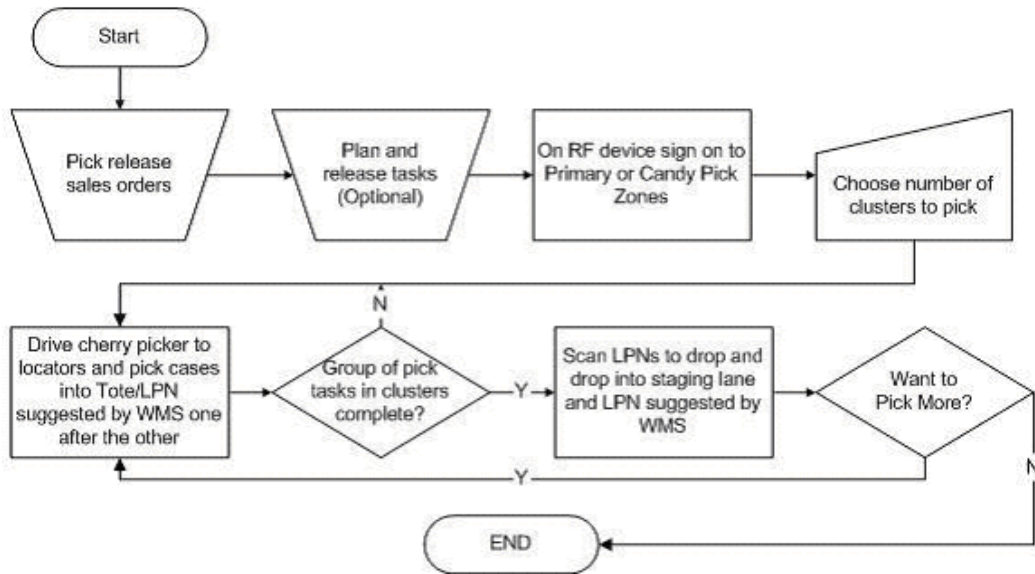 Start
Pick release
sales orders
Plan and
release tasks
(Optional)
On RF device sign on to
Primary or Candy Pick
Zones
Choose number of
clusters to pick
N
Drive cherry picker to
locators and pick cases
into Tote/LPN
suggested by WMS one
after the other
Group of pick
tasks in clusters
complete?
Y
Scan LPNs to drop and
drop into staging lane
and LPN suggested by
WMS
Want to
Pick More?
N
Y
END